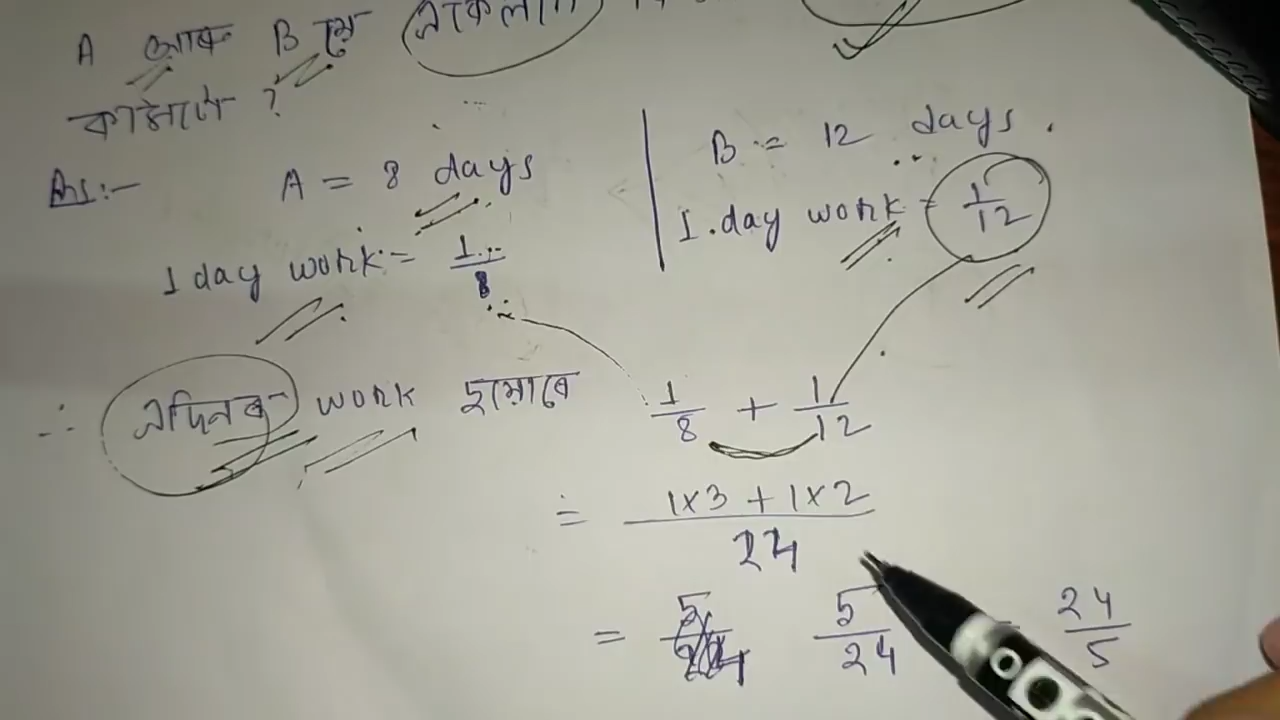 A আৰু B য়ে
কামটো ?
Ans:- A = 8 days
1 day work = 1/8
B = 12 days.
1.day work = 1/12
∴ এদিনৰ work হ'ব 1/8 + 1/12
= 1×3 + 1×2 / 24
= 5/24 24/5